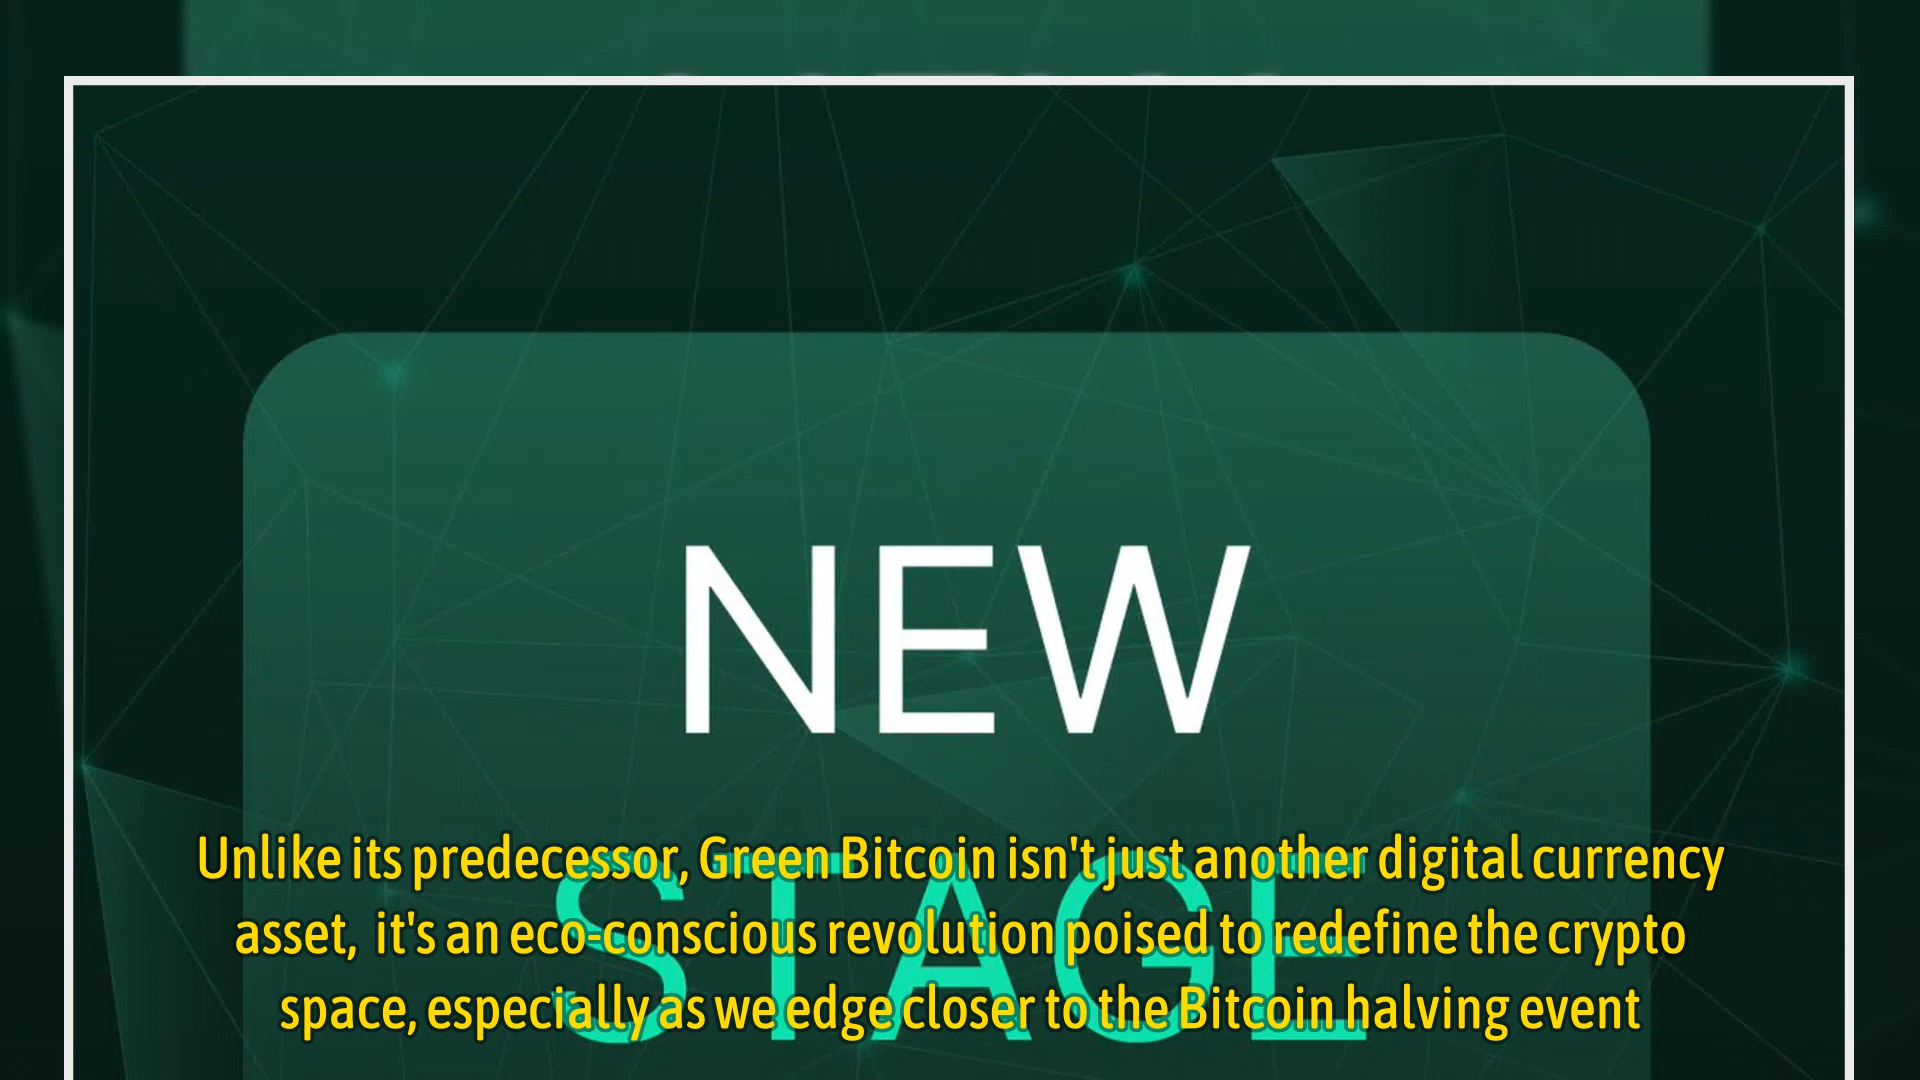 NEW
STAGE
Unlike its predecessor, Green Bitcoin isn't just another digital currency
asset, it's an eco-conscious revolution poised to redefine the crypto
space, especially as we edge closer to the Bitcoin halving event